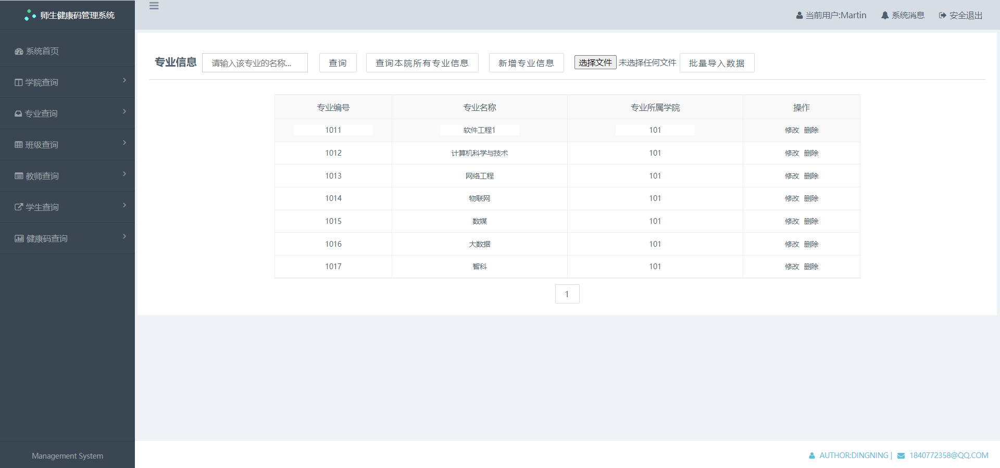 师生健康码管理系统
当前用户:Martin 系统消息 安全退出
系统首页
学院查询
专业查询
班级查询
教师查询
学生查询
健康码查询
Management System
专业信息 请输入该专业的名称... 查询 查询本院所有专业信息 新增专业信息 选择文件 未选择任何文件 批量导入数据
专业编号 专业名称 专业所属学院 操作
1011 软件工程1 101 修改 删除
1012 计算机科学与技术 101 修改 删除
1013 网络工程 101 修改 删除
1014 物联网 101 修改 删除
1015 数媒 101 修改 删除
1016 大数据 101 修改 删除
1017 智科 101 修改 删除
1
AUTHOR:DINGNING | 1840772358@QQ.COM